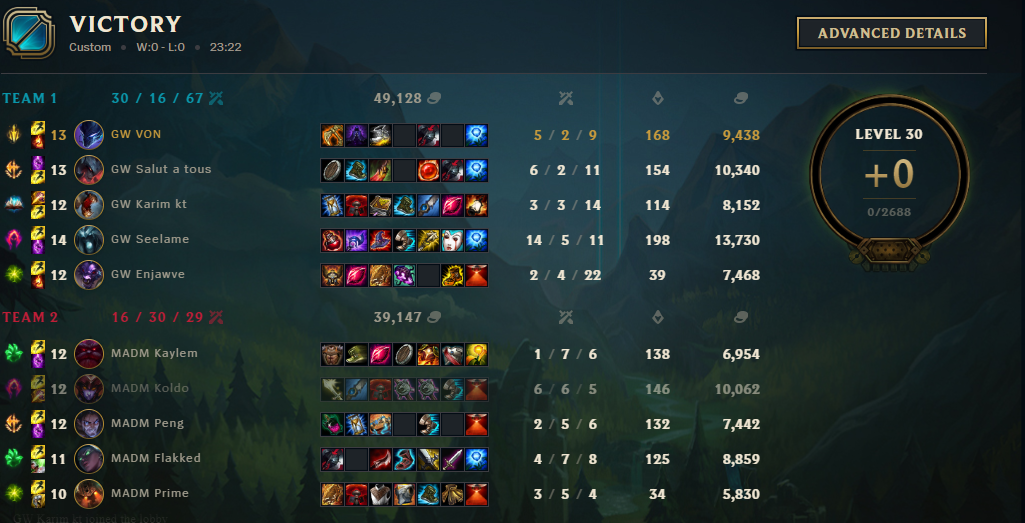 VICTORY
Custom • W:0 - L:0 • 23:22
ADVANCED DETAILS
TEAM 1 30 / 16 / 67 49,128
13 GW VON 5 / 2 / 9 168 9,438
13 GW Salut a tous 6 / 2 / 11 154 10,340
12 GW Karim kt 3 / 3 / 14 114 8,152
14 GW Seelame 14 / 5 / 11 198 13,730
12 GW Enjawve 2 / 4 / 22 39 7,468
LEVEL 30
+0
0/2688
TEAM 2 16 / 30 / 29 39,147
12 MADM Kaylem 1 / 7 / 6 138 6,954
12 MADM Koldo 6 / 6 / 5 146 10,062
12 MADM Peng 2 / 5 / 6 132 7,442
11 MADM Flakked 4 / 7 / 8 125 8,859
10 MADM Prime 3 / 5 / 4 34 5,830
GW Karim kt joined the lobby